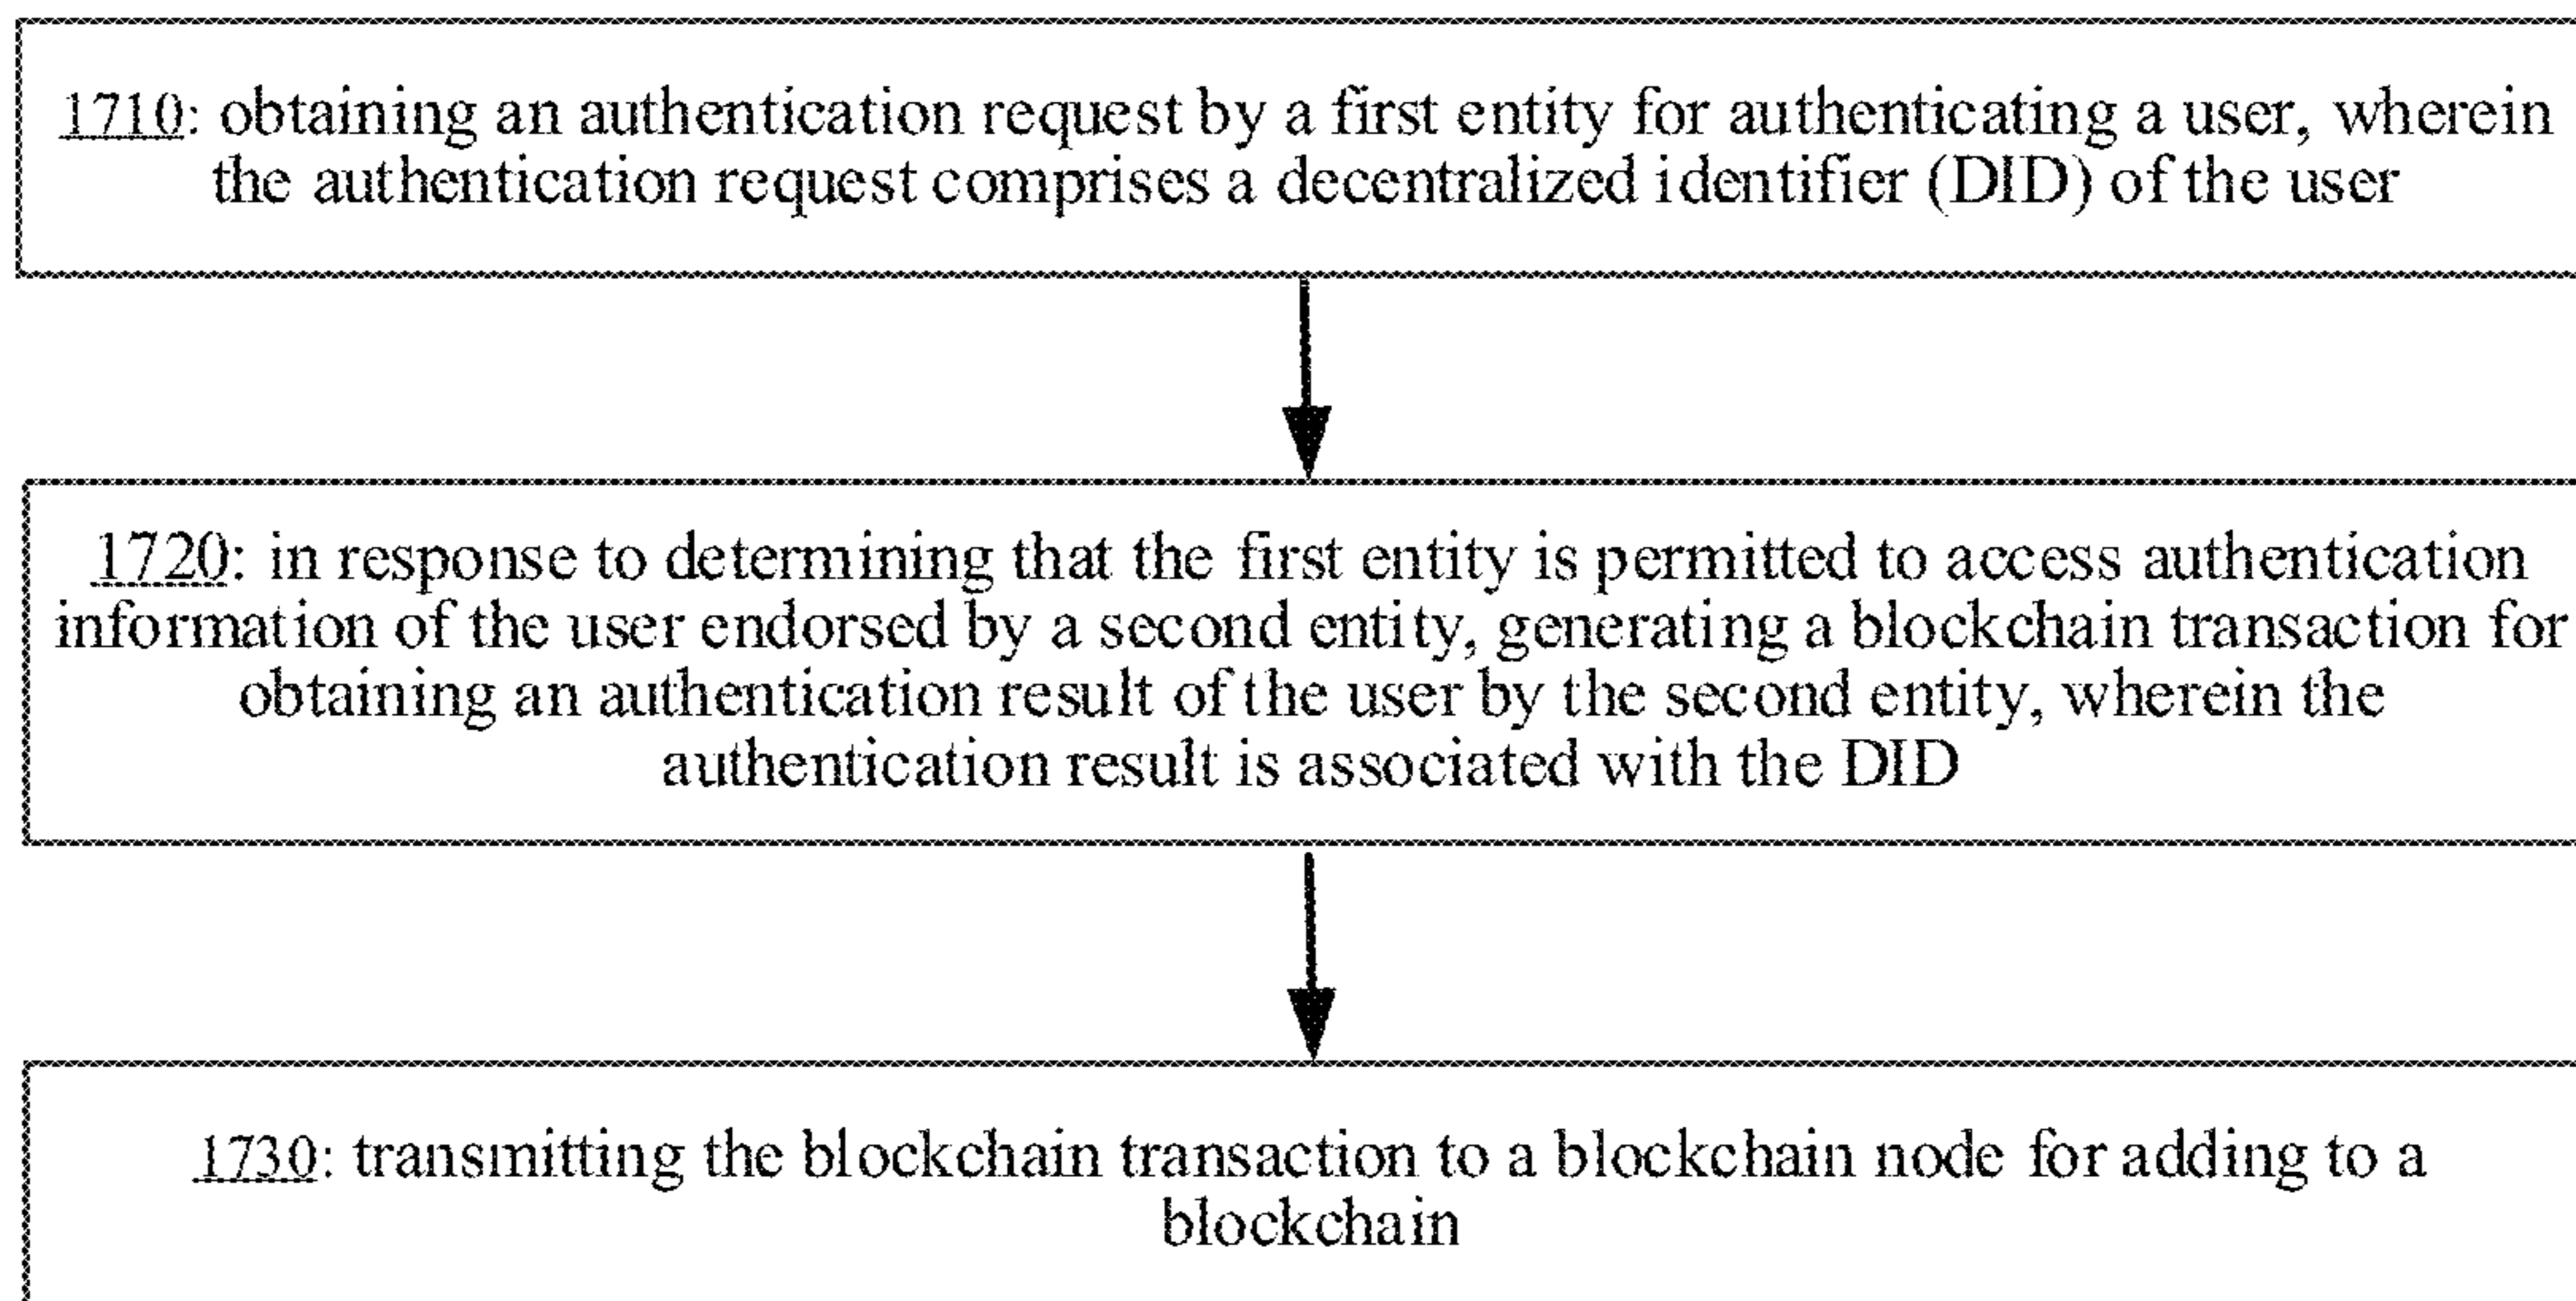 1710: obtaining an authentication request by a first entity for authenticating a user, wherein
the authentication request comprises a decentralized identifier (DID) of the user
1720: in response to determining that the first entity is permitted to access authentication
information of the user endorsed by a second entity, generating a blockchain transaction for
obtaining an authentication result of the user by the second entity, wherein the
authentication result is associated with the DID
1730: transmitting the blockchain transaction to a blockchain node for adding to a
blockchain